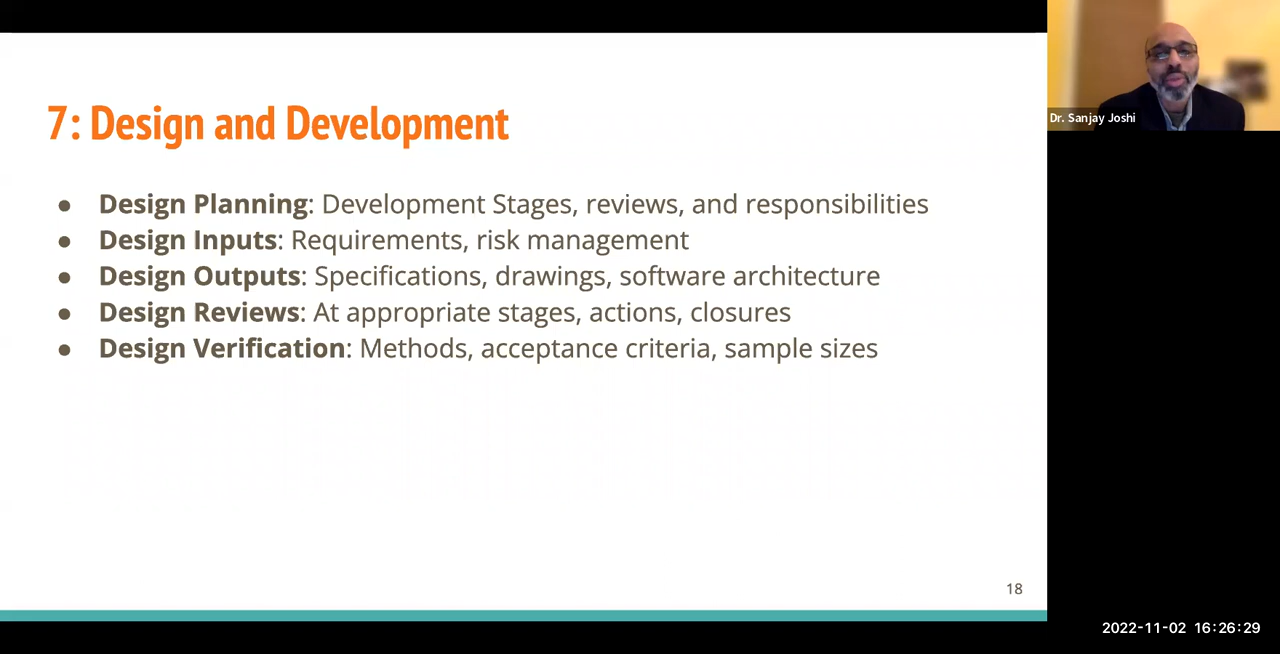 7: Design and Development
● Design Planning: Development Stages, reviews, and responsibilities
● Design Inputs: Requirements, risk management
● Design Outputs: Specifications, drawings, software architecture
● Design Reviews: At appropriate stages, actions, closures
● Design Verification: Methods, acceptance criteria, sample sizes
18
Dr. Sanjay Joshi
2022-11-02 16:26:29